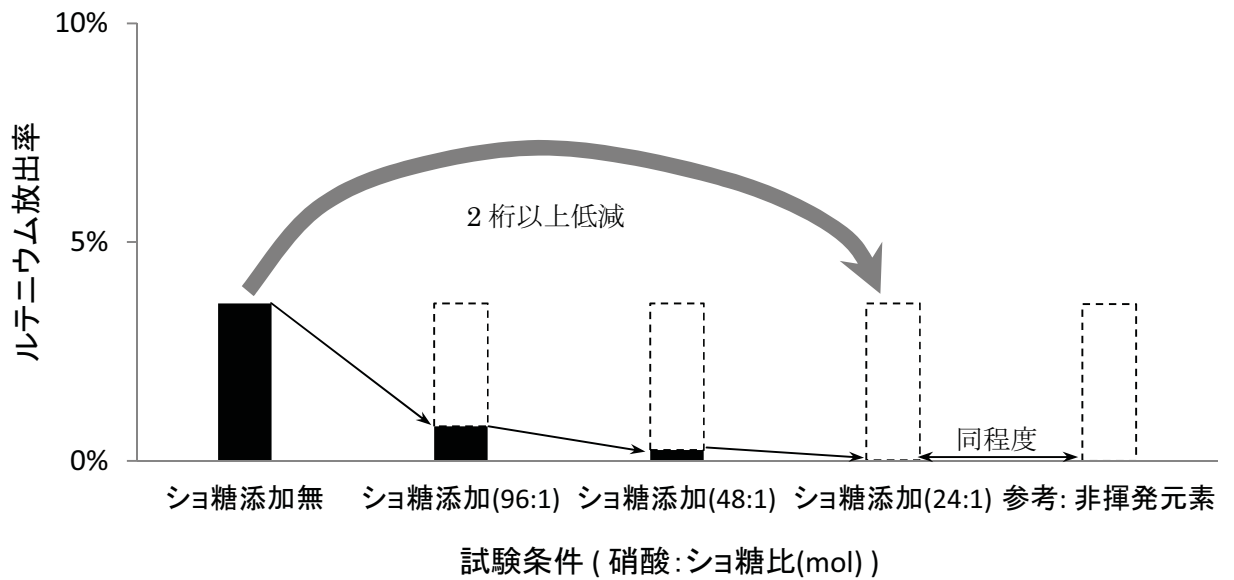 10%
ルテニウム放出率
2 桁以上低減
5%
同程度
0%
ショ糖添加無
ショ糖添加(96:1)
ショ糖添加(48:1)
ショ糖添加(24:1)
参考: 非揮発元素
試験条件 ( 硝酸:ショ糖比(mol) )